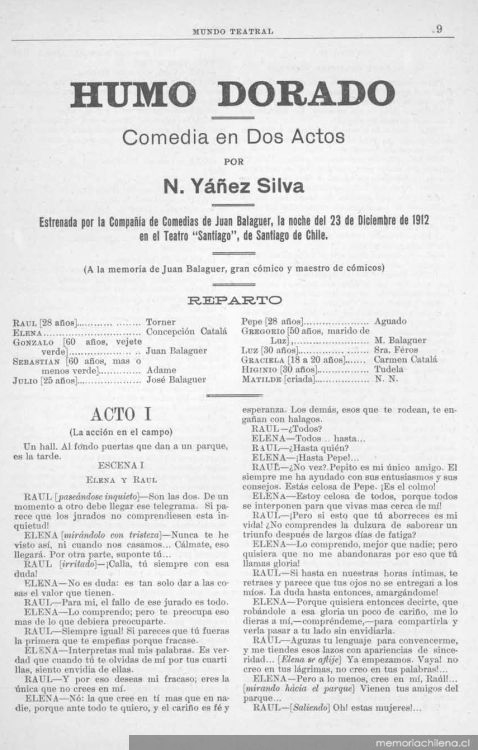 MUNDO TEATRAL
9
HUMO DORADO
Comedia en Dos Actos
POR
N. Yáñez Silva
Estrenada por la Compañia de Comedias de Juan Balaguer, la noche del 23 de Diciembre de 1912
en el Teatro "Santiago", de Santiago de Chile.
(A la memoria de Juan Balaguer, gran cómico y maestro de cómicos)
REPARTO
RAUL [28 años].................... Torner
ELENA.......................... Concepción Catalá
GONZALO [60 años, vejete
verde].................... Juan Balaguer
SEBASTIAN [60 años, mas o
menos verde]............ Adame
JULIO [25 años]................. José Balaguer
Pepe [28 años].................... Aguado
GREGORIO [50 años, marido de
Luz],..................... M. Balaguer
LUZ [30 años]..................... Sra. Féros
GRACIELA [18 a 20 años]....... Carmen Catalá
HIGINIO [30 años]................ Tudela
MATILDE [criada]................. N. N.
ACTO I
(La acción en el campo)
Un hall. Al fondo puertas que dan a un parque,
es la tarde.
ESCENA I
ELENA Y RAUL
RAUL [paseándose inquieto]—Son las dos. De un
momento a otro debe llegar ese telegrama. Si pa-
rece que los jurados no comprendiesen esta in-
quietud!
ELENA [mirándolo con tristeza]—Nunca te he
visto así, ni cuando nos casamos... Cálmate, eso
llegará. Por otra parte, suponte tú...
RAUL [irritado]—¡Calla, tú siempre con esa
duda!
ELENA—No es duda: es tan solo dar a las co-
sas el valor que tienen.
RAUL—Para mi, el fallo de ese jurado es todo.
ELENA—Lo comprendo; pero te preocupa eso
mas de lo que debiera preocuparte.
RAUL—Siempre igual! Si pareces que tú fueras
la primera que te empeñas porque fracase.
ELENA—Interpretas mal mis palabras. Es ver-
dad que cuando tú te olvidas de mí por tus cuarti
llas, siento envidia de ellas.
RAUL—Y por eso deseas mi fracaso; eres la
única que no crees en mí.
ELENA—Nó: la que cree en tí mas que en na-
die, porque ante todo te quiero, y el cariño es fé y
esperanza. Los demás, esos que te rodean, te en-
gañan con halagos.
RAUL—¿Todos?
ELENA—Todos... hasta...
RAUL—¿Hasta quién?
ELENA—¡Hasta Pepe!...
RAUL—¿No vez?. Pepito es mi único amigo. El
siempre me ha ayudado con sus entusiasmos y sus
consejos. Estás celosa de Pepe. ¡Es el colmo!
ELENA—Estoy celosa de todos, porque todos
se interponen para que vivas mas cerca de mí!
RAUL—¡Pero si esto que tú aborreces es mi
vida! ¿No comprendes la dulzura de saborear un
triunfo después de largos días de fatiga?
ELENA—Lo comprendo, mejor que nadie; pero
quisiera que no me abandonaras por eso que tú
llamas gloria!
RAUL—Si hasta en nuestras horas íntimas, te
retraes y parece que tus ojos no se entregan a los
míos. La duda hasta entonces, amargándome!
ELENA—Porque quisiera entonces decirte, que
robándole a esa gloria un poco de cariño, me lo
dieras a mí,—compréndeme,—para compartirla y
verla pasar a tu lado sin envidiarla.
RAUL—Aguzas tu lenguaje para convencerme,
y me tiendes esos lazos con apariencias de since-
ridad... [Elena se aflije] Ya empezamos. Vaya! no
creo en tus lágrimas, no creo en tus palabras!...
ELENA—Pero a lo menos, cree en mí, Raúl!...
[mirando hácia el parque] Vienen tus amigos del
parque...
RAUL—[Saliendo] Oh! estas mujeres!...
memoriachilena.cl